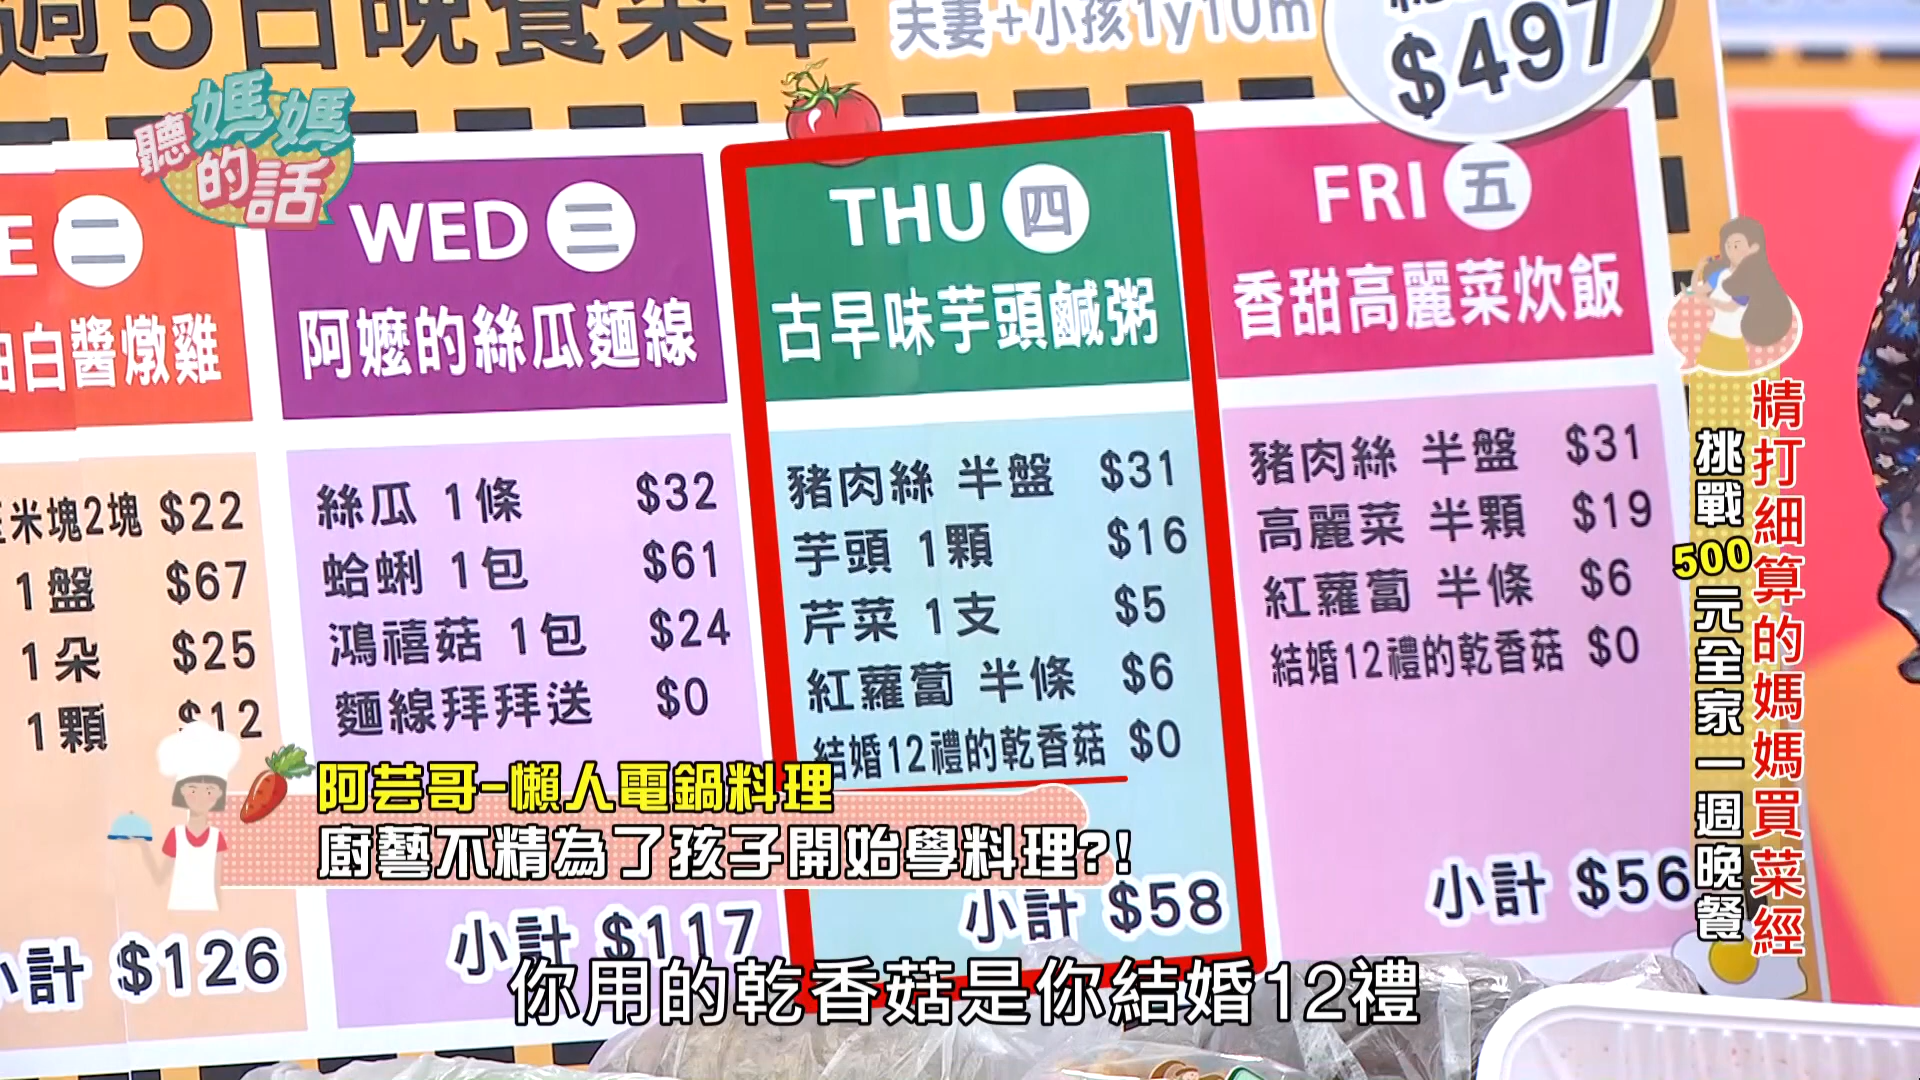 週5日晚餐菜單
夫妻+小孩1y10m
$497
聽媽媽的話
E 二
白醬燉雞
米塊2塊 $22
1盤 $67
1朵 $25
1顆 $12
小計 $126
WED 三
阿嬤的絲瓜麵線
絲瓜 1條 $32
蛤蜊 1包 $61
鴻禧菇 1包 $24
麵線拜拜送 $0
小計 $117
THU 四
古早味芋頭鹹粥
豬肉絲 半盤 $31
芋頭 1顆 $16
芹菜 1支 $5
紅蘿蔔 半條 $6
結婚12禮的乾香菇 $0
小計 $58
FRI 五
香甜高麗菜炊飯
豬肉絲 半盤 $31
高麗菜 半顆 $19
紅蘿蔔 半條 $6
結婚12禮的乾香菇 $0
小計 $56
精打細算的媽媽買菜經
挑戰500元全家一週晚餐
阿芸哥-懶人電鍋料理
廚藝不精為了孩子開始學料理?!
你用的乾香菇是你結婚12禮